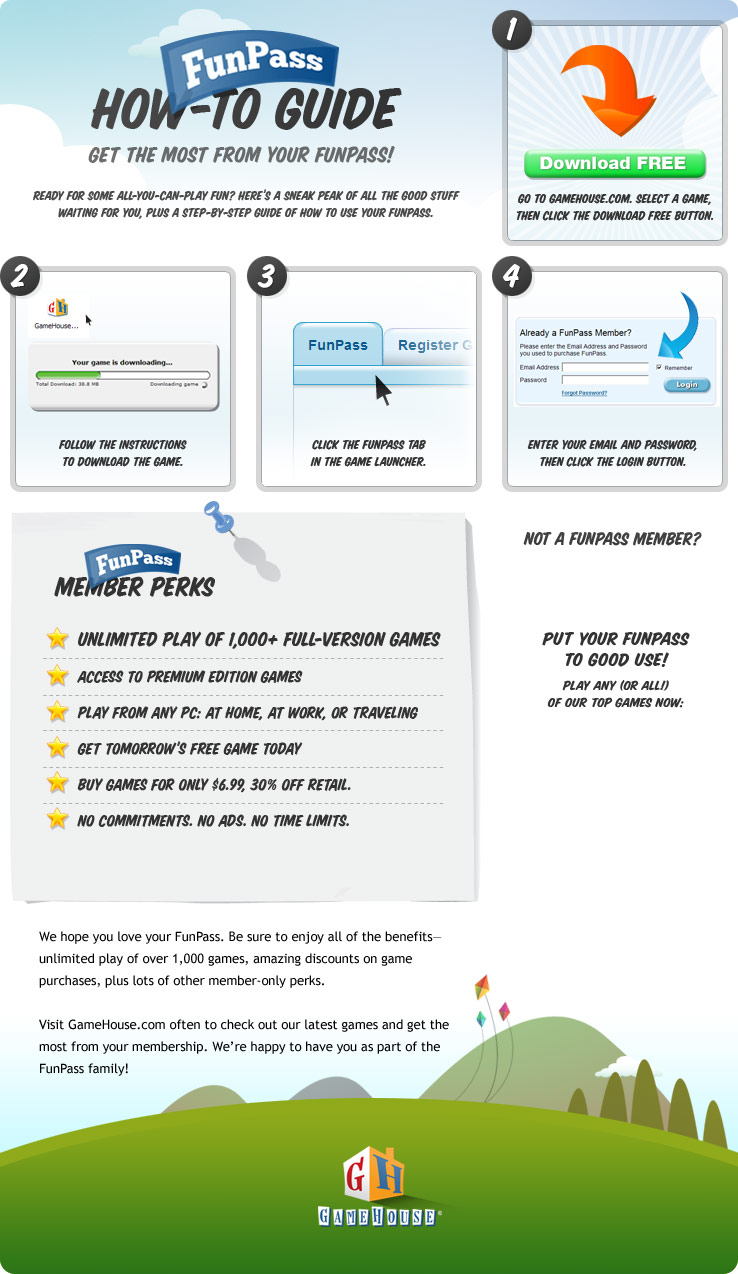 FunPass
HOW-TO GUIDE
GET THE MOST FROM YOUR FUNPASS!
READY FOR SOME ALL-YOU-CAN-PLAY FUN? HERE'S A SNEAK PEAK OF ALL THE GOOD STUFF
WAITING FOR YOU, PLUS A STEP-BY-STEP GUIDE OF HOW TO USE YOUR FUNPASS.
1
Download FREE
GO TO GAMEHOUSE.COM. SELECT A GAME,
THEN CLICK THE DOWNLOAD FREE BUTTON.
2
GH
GameHouse...
Your game is downloading...
Total Download: 38.8 MB
Downloading game
FOLLOW THE INSTRUCTIONS
TO DOWNLOAD THE GAME.
3
FunPass
Register G
CLICK THE FUNPASS TAB
IN THE GAME LAUNCHER.
4
Already a FunPass Member?
Please enter the Email Address and Password
you used to purchase FunPass.
Email Address
Remember
Password
Login
Forgot Password?
ENTER YOUR EMAIL AND PASSWORD,
THEN CLICK THE LOGIN BUTTON.
FunPass
MEMBER PERKS
UNLIMITED PLAY OF 1,000+ FULL-VERSION GAMES
ACCESS TO PREMIUM EDITION GAMES
PLAY FROM ANY PC: AT HOME, AT WORK, OR TRAVELING
GET TOMORROW'S FREE GAME TODAY
BUY GAMES FOR ONLY $6.99, 30% OFF RETAIL.
NO COMMITMENTS. NO ADS. NO TIME LIMITS.
NOT A FUNPASS MEMBER?
PUT YOUR FUNPASS
TO GOOD USE!
PLAY ANY (OR ALL!)
OF OUR TOP GAMES NOW:
We hope you love your FunPass. Be sure to enjoy all of the benefits—
unlimited play of over 1,000 games, amazing discounts on game
purchases, plus lots of other member-only perks.
Visit GameHouse.com often to check out our latest games and get the
most from your membership. We're happy to have you as part of the
FunPass family!
GH
GAMEHOUSE®